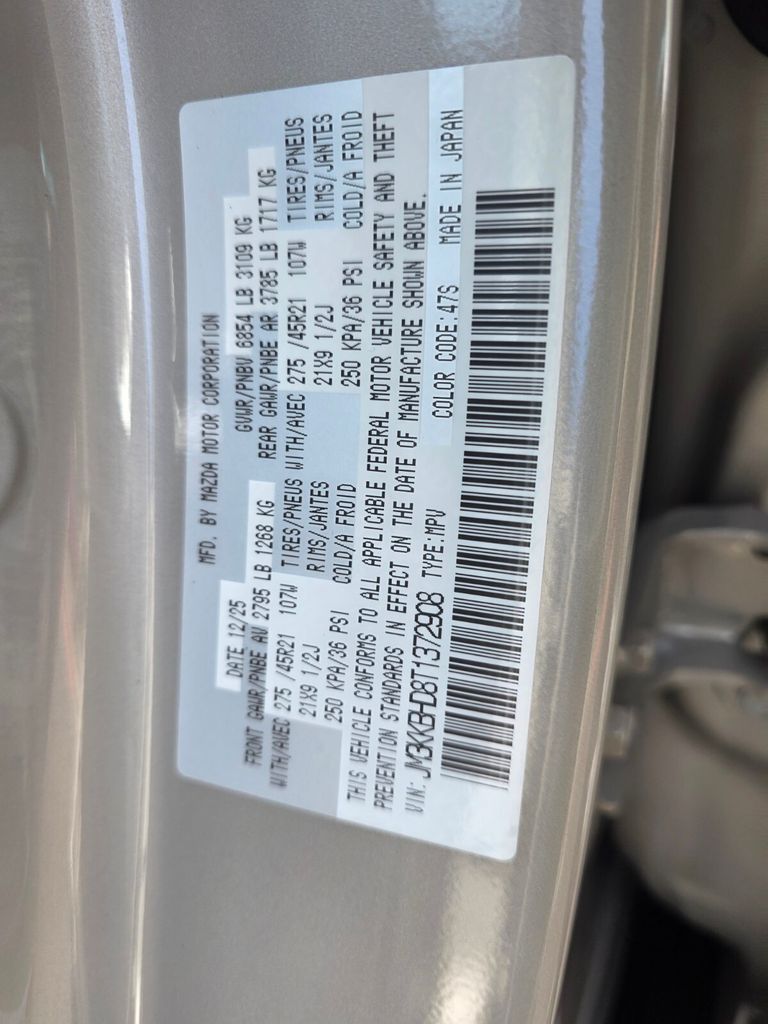 MFD. BY MAZDA MOTOR CORPORATION
DATE 12/25 GVWR/PNBV 6854 LB 3109 KG
FRONT GAWR/PNBE AV 2795 LB 1268 KG REAR GAWR/PNBE AR 3785 LB 1717 KG
WITH/AVEC 275 /45R21 107W TIRES/PNEUS WITH/AVEC 275 /45R21 107W TIRES/PNEUS
21X9 1/2J RIMS/JANTES 21X9 1/2J RIMS/JANTES
250 KPA/36 PSI COLD/A FROID 250 KPA/36 PSI COLD/A FROID
THIS VEHICLE CONFORMS TO ALL APPLICABLE FEDERAL MOTOR VEHICLE SAFETY AND THEFT
PREVENTION STANDARDS IN EFFECT ON THE DATE OF MANUFACTURE SHOWN ABOVE.
VIN: JM3KKBHD8T1372908 TYPE:MPV COLOR CODE:47S MADE IN JAPAN